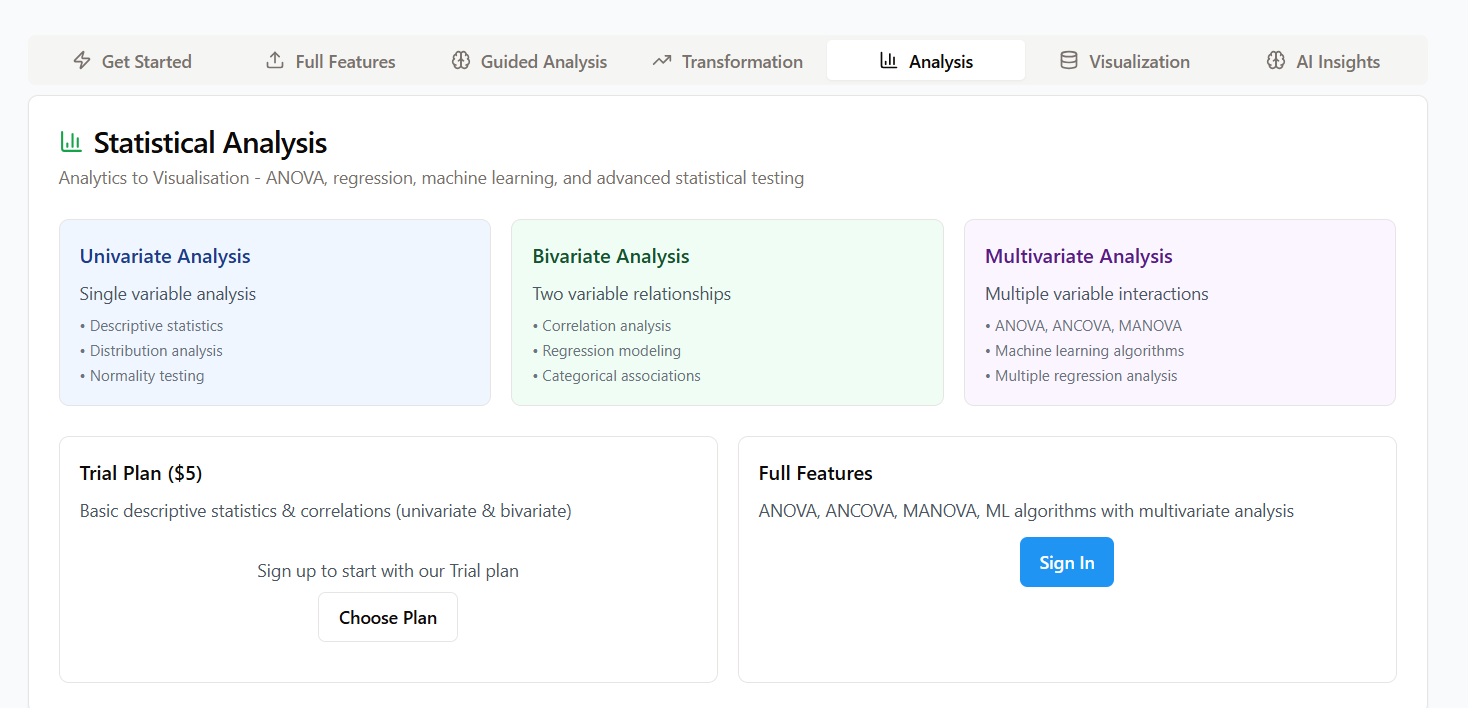 Get Started
Full Features
Guided Analysis
Transformation
Analysis
Visualization
AI Insights
Statistical Analysis
Analytics to Visualisation - ANOVA, regression, machine learning, and advanced statistical testing
Univariate Analysis
Single variable analysis
• Descriptive statistics
• Distribution analysis
• Normality testing
Bivariate Analysis
Two variable relationships
• Correlation analysis
• Regression modeling
• Categorical associations
Multivariate Analysis
Multiple variable interactions
• ANOVA, ANCOVA, MANOVA
• Machine learning algorithms
• Multiple regression analysis
Trial Plan ($5)
Basic descriptive statistics & correlations (univariate & bivariate)
Sign up to start with our Trial plan
Choose Plan
Full Features
ANOVA, ANCOVA, MANOVA, ML algorithms with multivariate analysis
Sign In